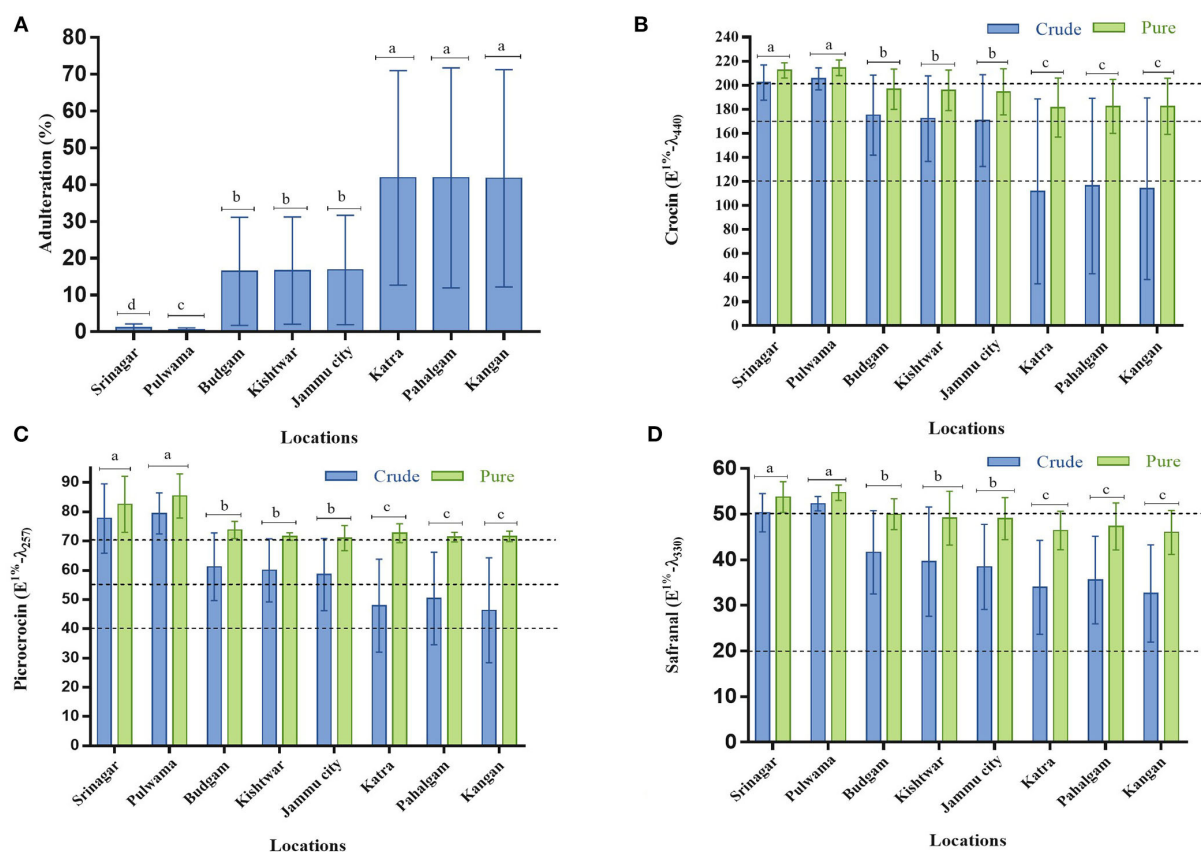 A
Adulteration (%)
80
70
60
50
40
30
20
10
0
d
c
b
b
b
a
a
a
Srinagar
Pulwama
Budgam
Kishtwar
Jammu city
Katra
Pahalgam
Kangan
Locations
B
Crude
Pure
Crocin (E1%-λ440)
240
220
200
180
160
140
120
100
80
60
40
20
0
a
a
b
b
b
c
c
c
Srinagar
Pulwama
Budgam
Kishtwar
Jammu city
Katra
Pahalgam
Kangan
Locations
C
Crude
Pure
Picrocrocin (E1%-λ257)
90
80
70
60
50
40
30
20
10
0
a
a
b
b
b
c
c
c
Srinagar
Pulwama
Budgam
Kishtwar
Jammu city
Katra
Pahalgam
Kangan
Locations
D
Crude
Pure
Safranal (E1%-λ330)
60
50
40
30
20
10
0
a
a
b
b
b
c
c
c
Srinagar
Pulwama
Budgam
Kishtwar
Jammu city
Katra
Pahalgam
Kangan
Locations